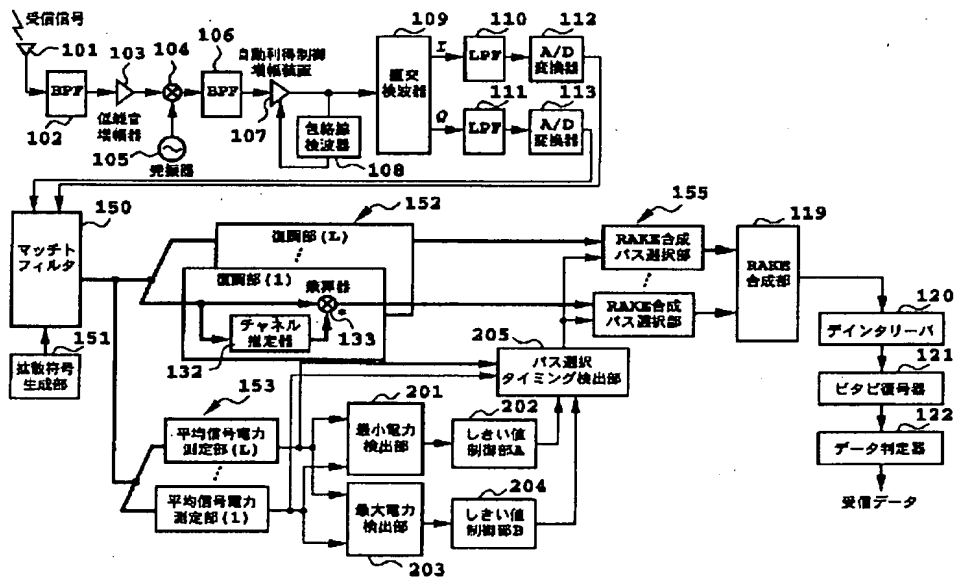 受信信号
101
BPF
102
103
低雑音
増幅器
104
105
発振器
106
BPF
自動利得制御
増幅装置
107
包絡線
検波器
108
109
直交
検波器
I
Q
110
LPF
111
LPF
112
A/D
変換器
113
A/D
変換器
150
マッチト
フィルタ
151
拡散符号
生成部
152
復調部(L)
復調部(1)
乗算器
*
133
チャネル
推定器
132
155
RAKE合成
パス選択部
RAKE合成
パス選択部
119
RAKE
合成部
120
デインタリーバ
121
ビタビ復号器
122
データ判定器
受信データ
205
パス選択
タイミング検出部
153
平均信号電力
測定部(L)
平均信号電力
測定部(1)
201
最小電力
検出部
202
しきい値
制御部A
203
最大電力
検出部
204
しきい値
制御部B